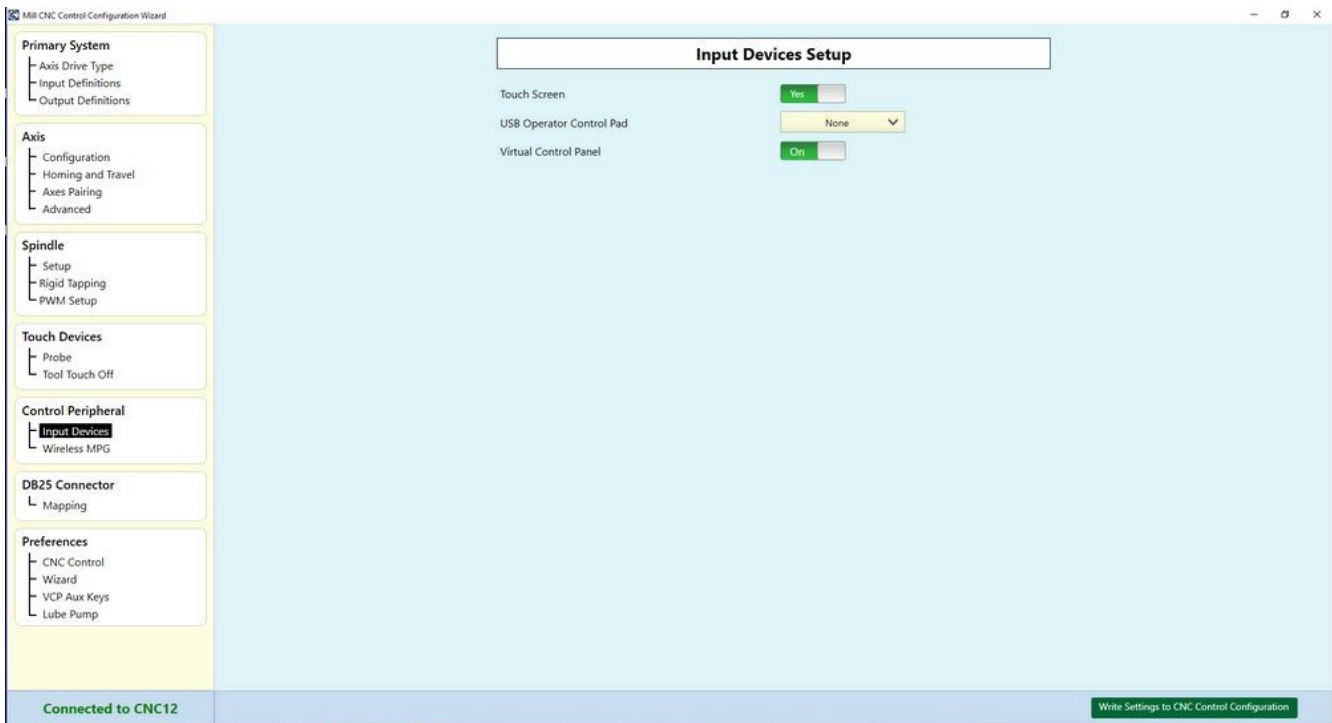 Mill CNC Control Configuration Wizard
Primary System
Axis Drive Type
Input Definitions
Output Definitions
Axis
Configuration
Homing and Travel
Axes Pairing
Advanced
Spindle
Setup
Rigid Tapping
PWM Setup
Touch Devices
Probe
Tool Touch Off
Control Peripheral
Input Devices
Wireless MPG
DB25 Connector
Mapping
Preferences
CNC Control
Wizard
VCP Aux Keys
Lube Pump
Connected to CNC12
Input Devices Setup
Touch Screen Yes
USB Operator Control Pad None
Virtual Control Panel On
Write Settings to CNC Control Configuration